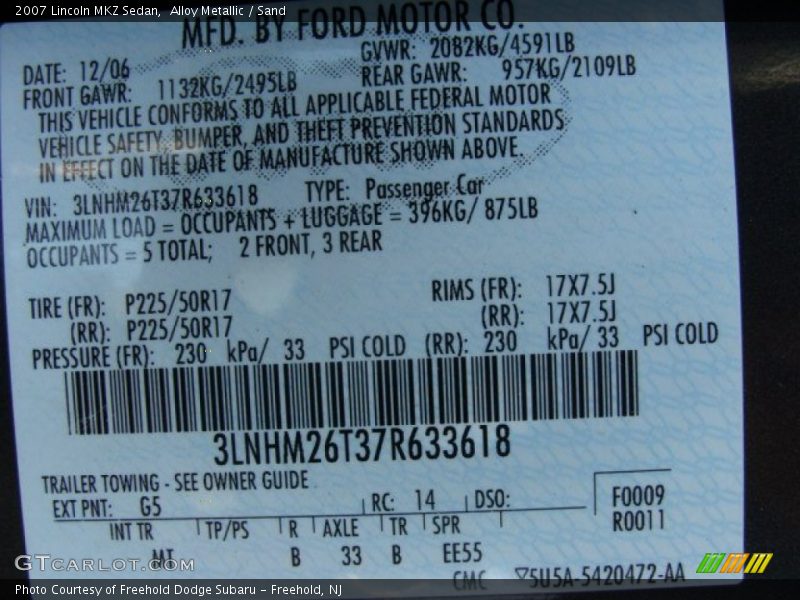 2007 Lincoln MKZ Sedan,  Alloy Metallic / Sand
MFD. BY FORD MOTOR CO.
DATE: 12/06 GVWR: 2082KG/4591LB
FRONT GAWR: 1132KG/2495LB REAR GAWR: 957KG/2109LB
THIS VEHICLE CONFORMS TO ALL APPLICABLE FEDERAL MOTOR
VEHICLE SAFETY, BUMPER, AND THEFT PREVENTION STANDARDS
IN EFFECT ON THE DATE OF MANUFACTURE SHOWN ABOVE.
VIN: 3LNHM26T37R633618 TYPE: Passenger Car
MAXIMUM LOAD = OCCUPANTS + LUGGAGE = 396KG/ 875LB
OCCUPANTS = 5 TOTAL; 2 FRONT, 3 REAR
TIRE (FR): P225/50R17 RIMS (FR): 17X7.5J
(RR): P225/50R17 (RR): 17X7.5J
PRESSURE (FR): 230 kPa/ 33 PSI COLD (RR): 230 kPa/ 33 PSI COLD
3LNHM26T37R633618
TRAILER TOWING - SEE OWNER GUIDE
EXT PNT: G5 RC: 14 DSO: F0009
INT TR TP/PS R AXLE TR SPR R0011
MT B 33 B EE55
CMC ▽5U5A-5420472-AA
GTCARLOT.COM
Photo Courtesy of Freehold Dodge Subaru - Freehold, NJ